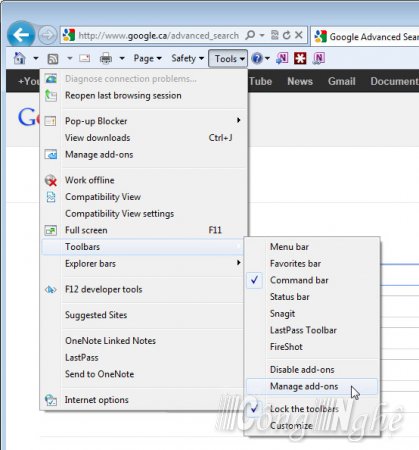 http://www.google.ca/advanced_search
Google Advanced Sear
Page
Safety
Tools
+Yo
Tube
News
Gmail
Document
Go
Diagnose connection problems...
Reopen last browsing session
Pop-up Blocker
View downloads Ctrl+J
Manage add-ons
Work offline
Compatibility View
Compatibility View settings
Full screen F11
Toolbars
Explorer bars
F12 developer tools
Suggested Sites
OneNote Linked Notes
LastPass
Send to OneNote
Internet options
Menu bar
Favorites bar
Command bar
Status bar
Snagit
LastPass Toolbar
FireShot
Disable add-ons
Manage add-ons
Lock the toolbars
Customize
Công Nghệ